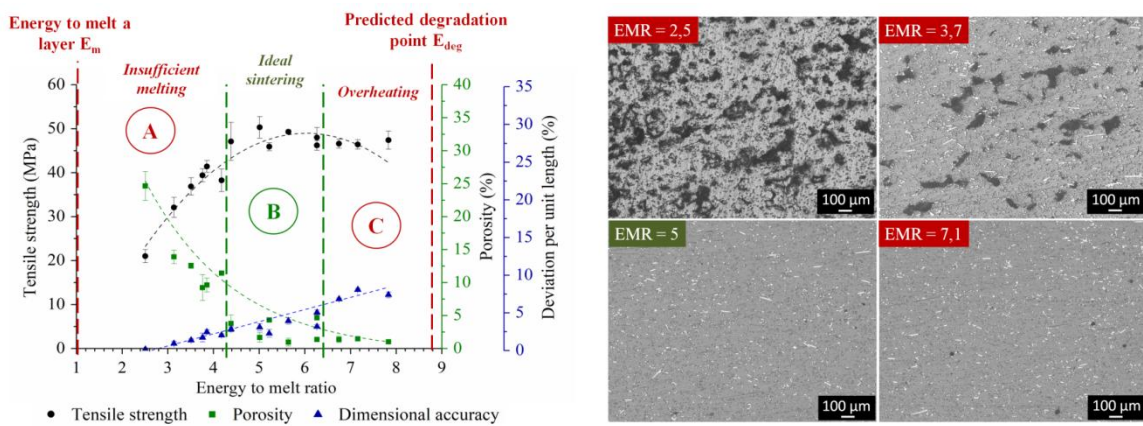 Energy to melt a
layer Em
Predicted degradation
point Edeg
Insufficient
melting
Ideal
sintering
Overheating
60
50
40
30
20
10
0
Tensile strength (MPa)
A
B
C
40
35
30
25
20
15
10
5
0
Porosity (%)
35
30
25
20
15
10
5
0
Deviation per unit length (%)
1 2 3 4 5 6 7 8 9
Energy to melt ratio
Tensile strength Porosity Dimensional accuracy
EMR = 2,5
100 µm
EMR = 3,7
100 µm
EMR = 5
100 µm
EMR = 7,1
100 µm